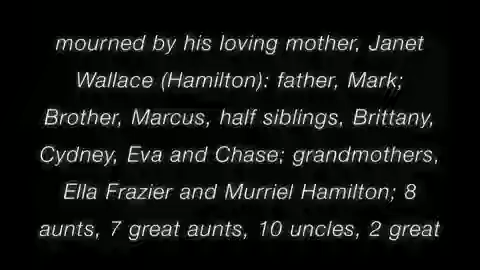 mourned by his loving mother, Janet
Wallace (Hamilton): father, Mark;
Brother, Marcus, half siblings, Brittany,
Cydney, Eva and Chase; grandmothers,
Ella Frazier and Murriel Hamilton; 8
aunts, 7 great aunts, 10 uncles, 2 great